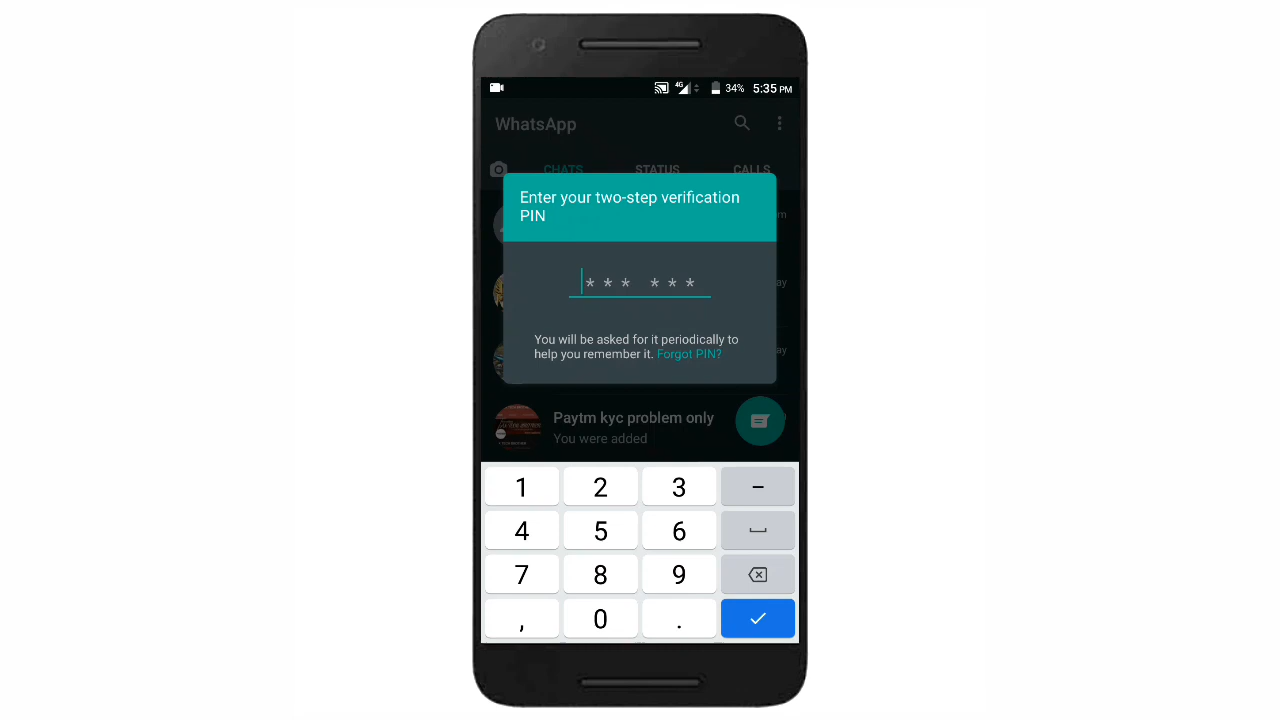 4G 34% 5:35 PM
WhatsApp
CHATS STATUS CALLS
Enter your two-step verification
PIN
* * * * * *
You will be asked for it periodically to
help you remember it. Forgot PIN?
Paytm kyc problem only
You were added
1 2 3 –
4 5 6
7 8 9
, 0 .